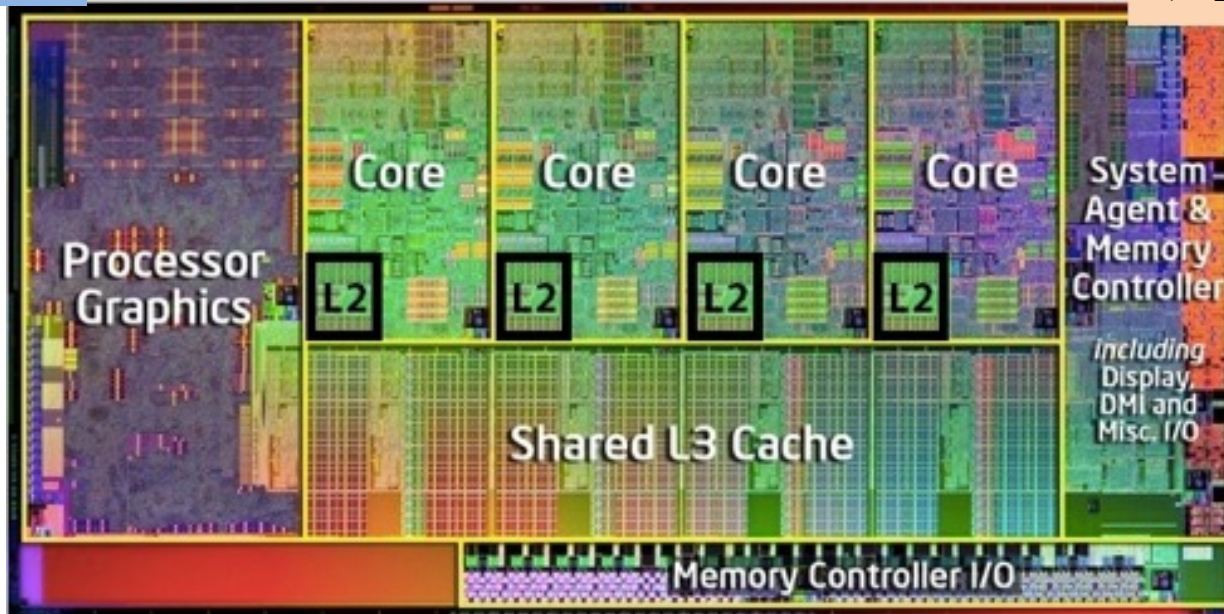 Processor
Graphics
Core
Core
Core
Core
L2
L2
L2
L2
Shared L3 Cache
System
Agent &
Memory
Controller
including
Display,
DMI and
Misc. I/O
Memory Controller I/O